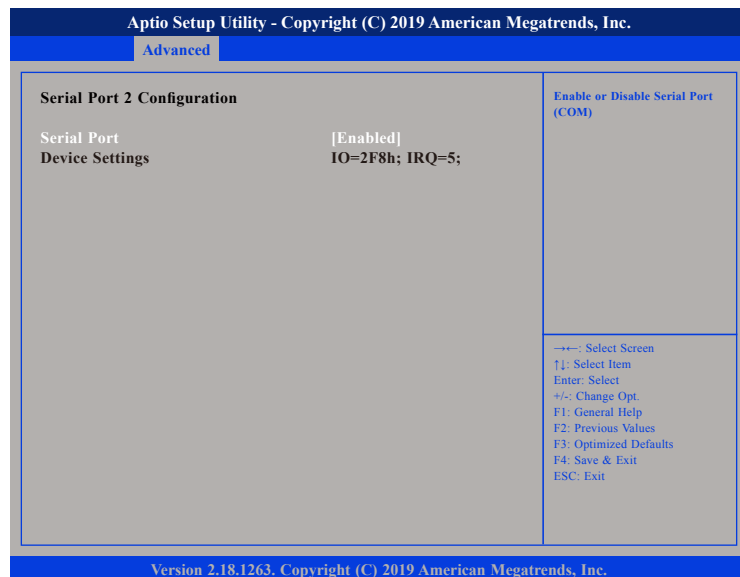 Aptio Setup Utility - Copyright (C) 2019 American Megatrends, Inc.
Advanced
Serial Port 2 Configuration
Serial Port [Enabled]
Device Settings IO=2F8h; IRQ=5;
Enable or Disable Serial Port
(COM)
→←: Select Screen
↑↓: Select Item
Enter: Select
+/-: Change Opt.
F1: General Help
F2: Previous Values
F3: Optimized Defaults
F4: Save & Exit
ESC: Exit
Version 2.18.1263. Copyright (C) 2019 American Megatrends, Inc.